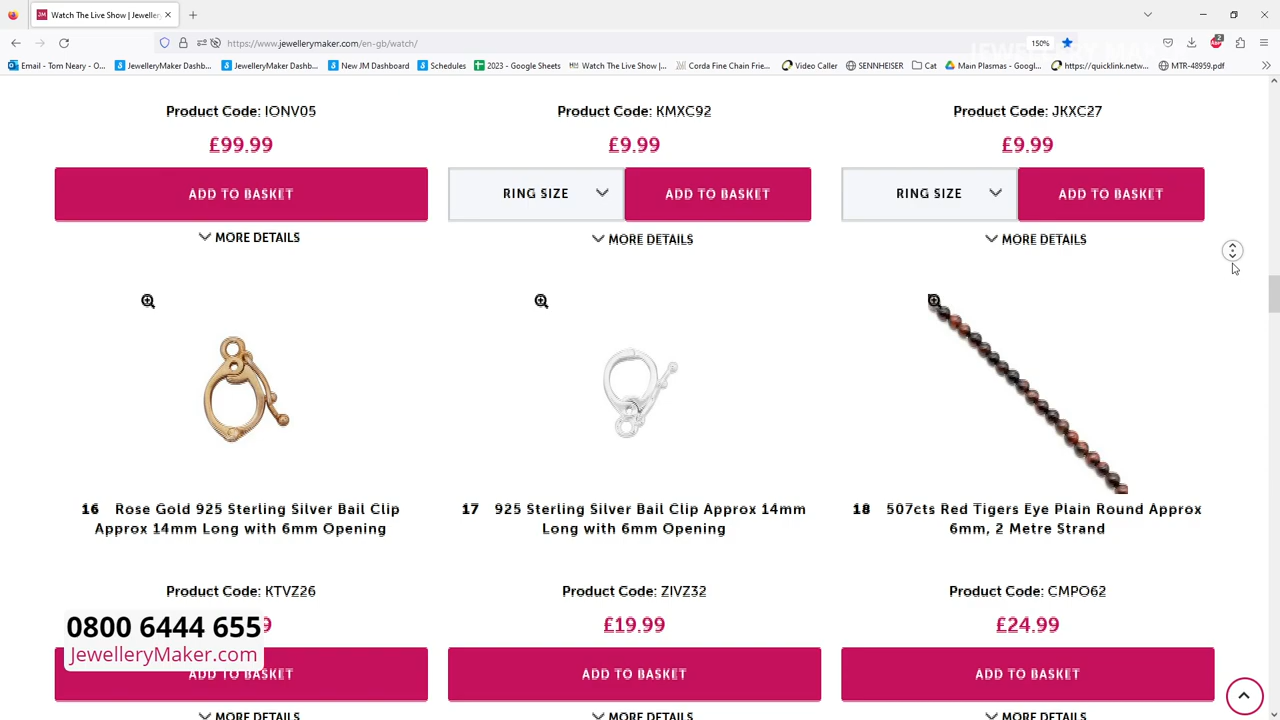 Watch The Live Show | Jeweller
https://www.jewellerymaker.com/en-gb/watch/
150%
2
Email - Tom Neary - O...
JewelleryMaker Dashb...
JewelleryMaker Dashb...
New JM Dashboard
Schedules
2023 - Google Sheets
Watch The Live Show |...
Corda Fine Chain Frie...
Video Caller
SENNHEISER
Cat
Main Plasmas - Googl...
https://quicklink.netw...
MTR-48959.pdf
JEWELLERY MAKER
Product Code: IONV05
Product Code: KMXC92
Product Code: JKXC27
£99.99
£9.99
£9.99
ADD TO BASKET
RING SIZE
ADD TO BASKET
RING SIZE
ADD TO BASKET
MORE DETAILS
MORE DETAILS
MORE DETAILS
16 Rose Gold 925 Sterling Silver Bail Clip
Approx 14mm Long with 6mm Opening
17 925 Sterling Silver Bail Clip Approx 14mm
Long with 6mm Opening
18 507cts Red Tigers Eye Plain Round Approx
6mm, 2 Metre Strand
Product Code: KTVZ26
Product Code: ZIVZ32
Product Code: CMPO62
0800 6444 655
JewelleryMaker.com
£19.99
£24.99
ADD TO BASKET
ADD TO BASKET
ADD TO BASKET
MORE DETAILS
MORE DETAILS
MORE DETAILS